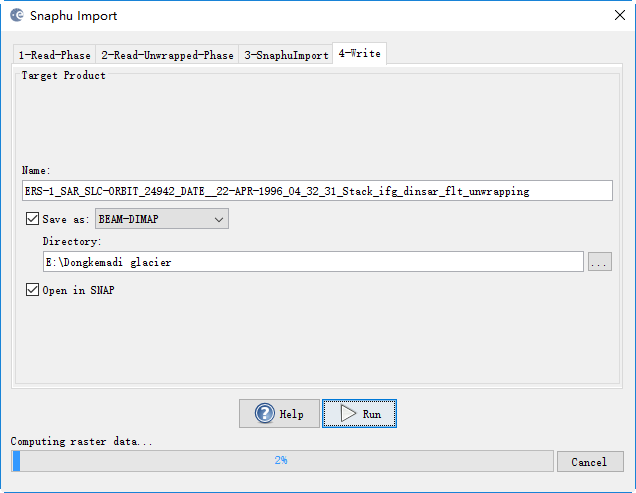 Snaphu Import
1-Read-Phase 2-Read-Unwrapped-Phase 3-SnaphuImport 4-Write
Target Product
Name:
ERS-1_SAR_SLC-ORBIT_24942_DATE__22-APR-1996_04_32_31_Stack_ifg_dinsar_flt_unwrapping
Save as: BEAM-DIMAP
Directory:
E:\Dongkemadi glacier
...
Open in SNAP
Help Run
Computing raster data...
2% Cancel